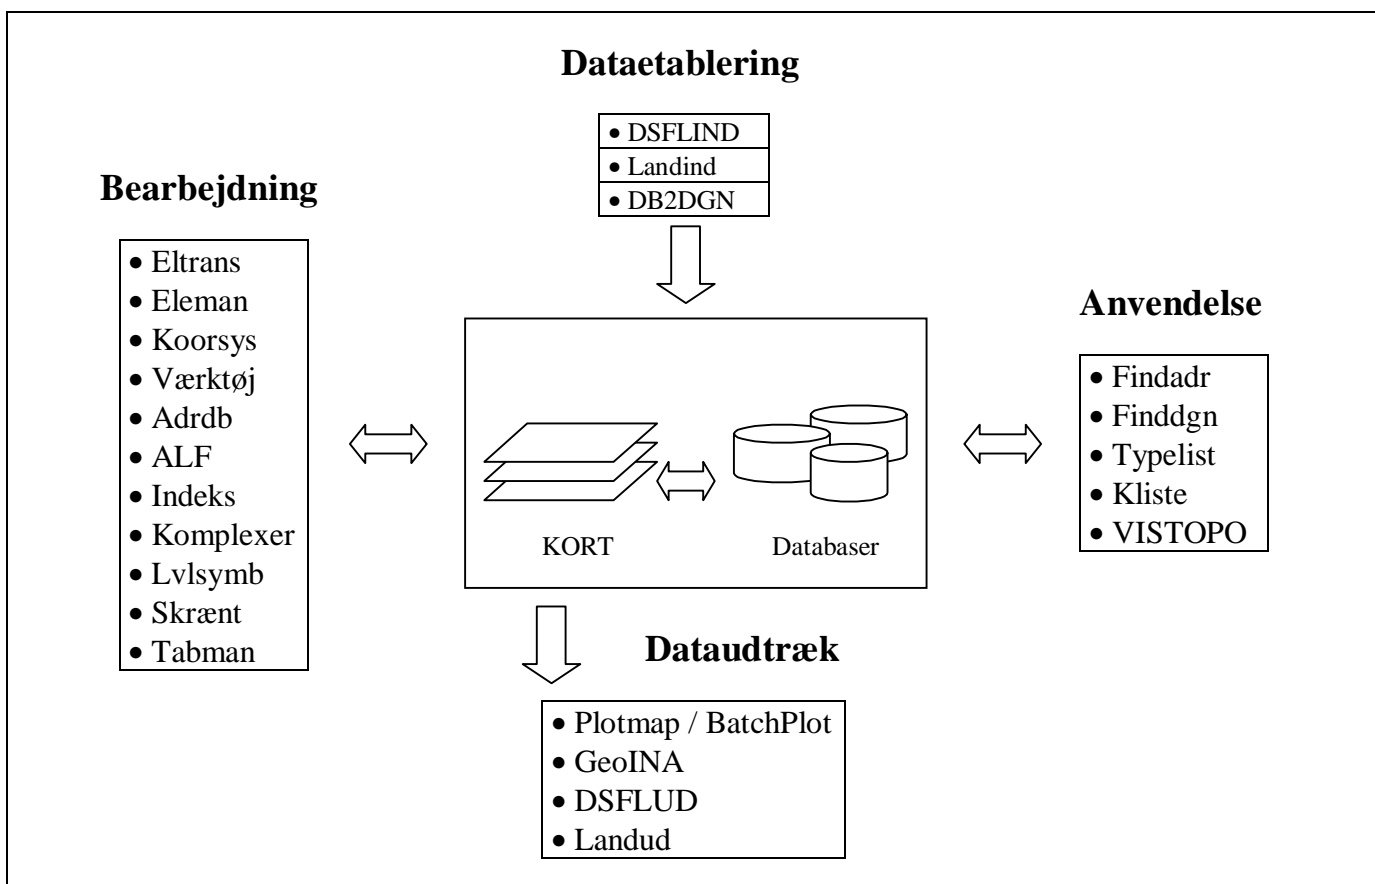 Dataetablering
• DSFLIND
• Landind
• DB2DGN
Bearbejdning
• Eltrans
• Eleman
• Koorsys
• Værktøj
• Adrdb
• ALF
• Indeks
• Komplexer
• Lvlsymb
• Skrænt
• Tabman
KORT
Databaser
Anvendelse
• Findadr
• Finddgn
• Typelist
• Kliste
• VISTOPO
Dataudtræk
• Plotmap / BatchPlot
• GeoINA
• DSFLUD
• Landud